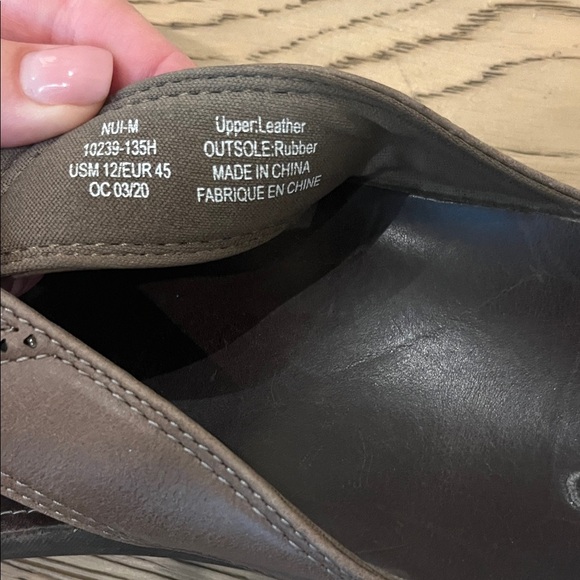 NUI-M
10239-135H
USM 12/EUR 45
OC 03/20
Upper:Leather
OUTSOLE:Rubber
MADE IN CHINA
FABRIQUE EN CHINE